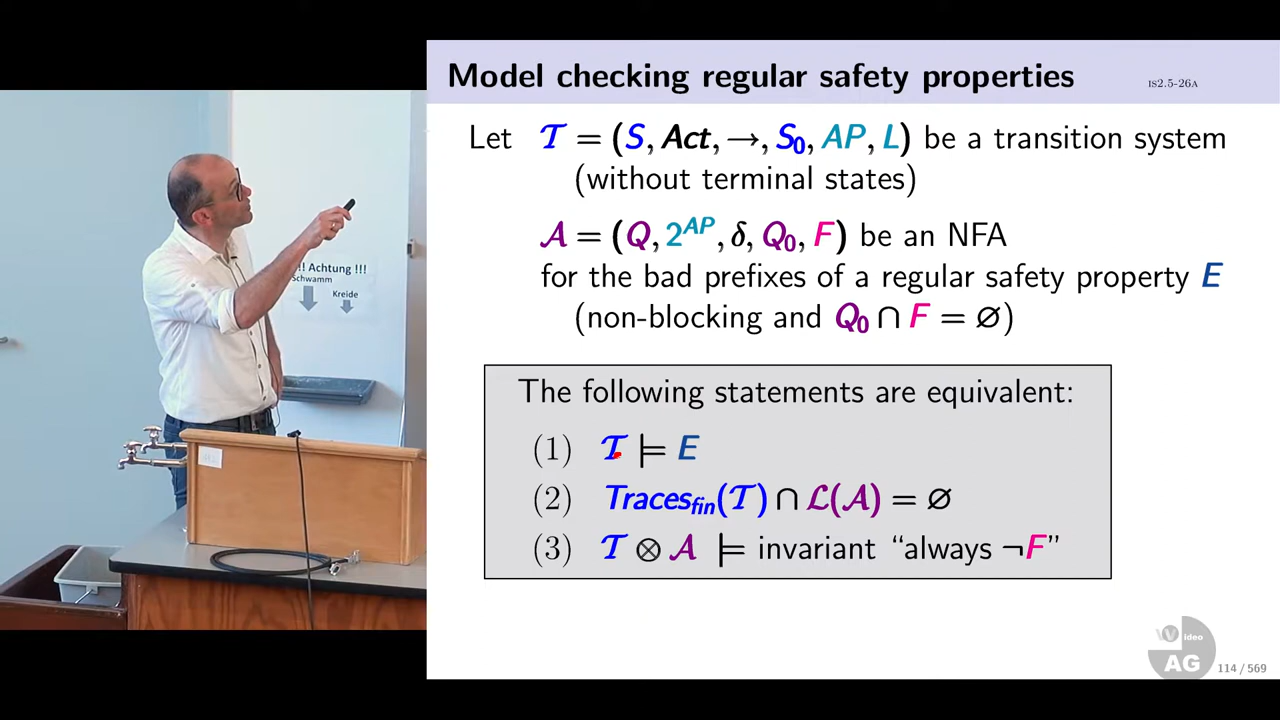 Model checking regular safety properties
IS2.5-26A
Let 𝒯 = (S, Act, →, S₀, AP, L) be a transition system
(without terminal states)
𝒜 = (Q, 2^AP, δ, Q₀, F) be an NFA
for the bad prefixes of a regular safety property E
(non-blocking and Q₀ ∩ F = ∅)
The following statements are equivalent:
(1) 𝒯 ⊨ E
(2) Traces_fin(𝒯) ∩ ℒ(𝒜) = ∅
(3) 𝒯 ⊗ 𝒜 ⊨ invariant “always ¬F”
!!! Achtung !!!
Schwamm
Kreide
Video
AG
114 / 569